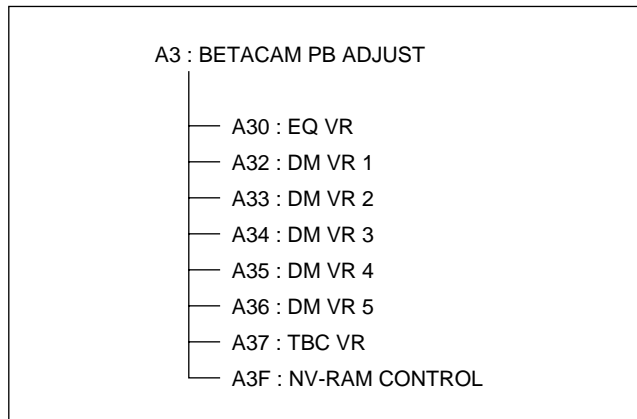 A3 : BETACAM PB ADJUST
A30 : EQ VR
A32 : DM VR 1
A33 : DM VR 2
A34 : DM VR 3
A35 : DM VR 4
A36 : DM VR 5
A37 : TBC VR
A3F : NV-RAM CONTROL